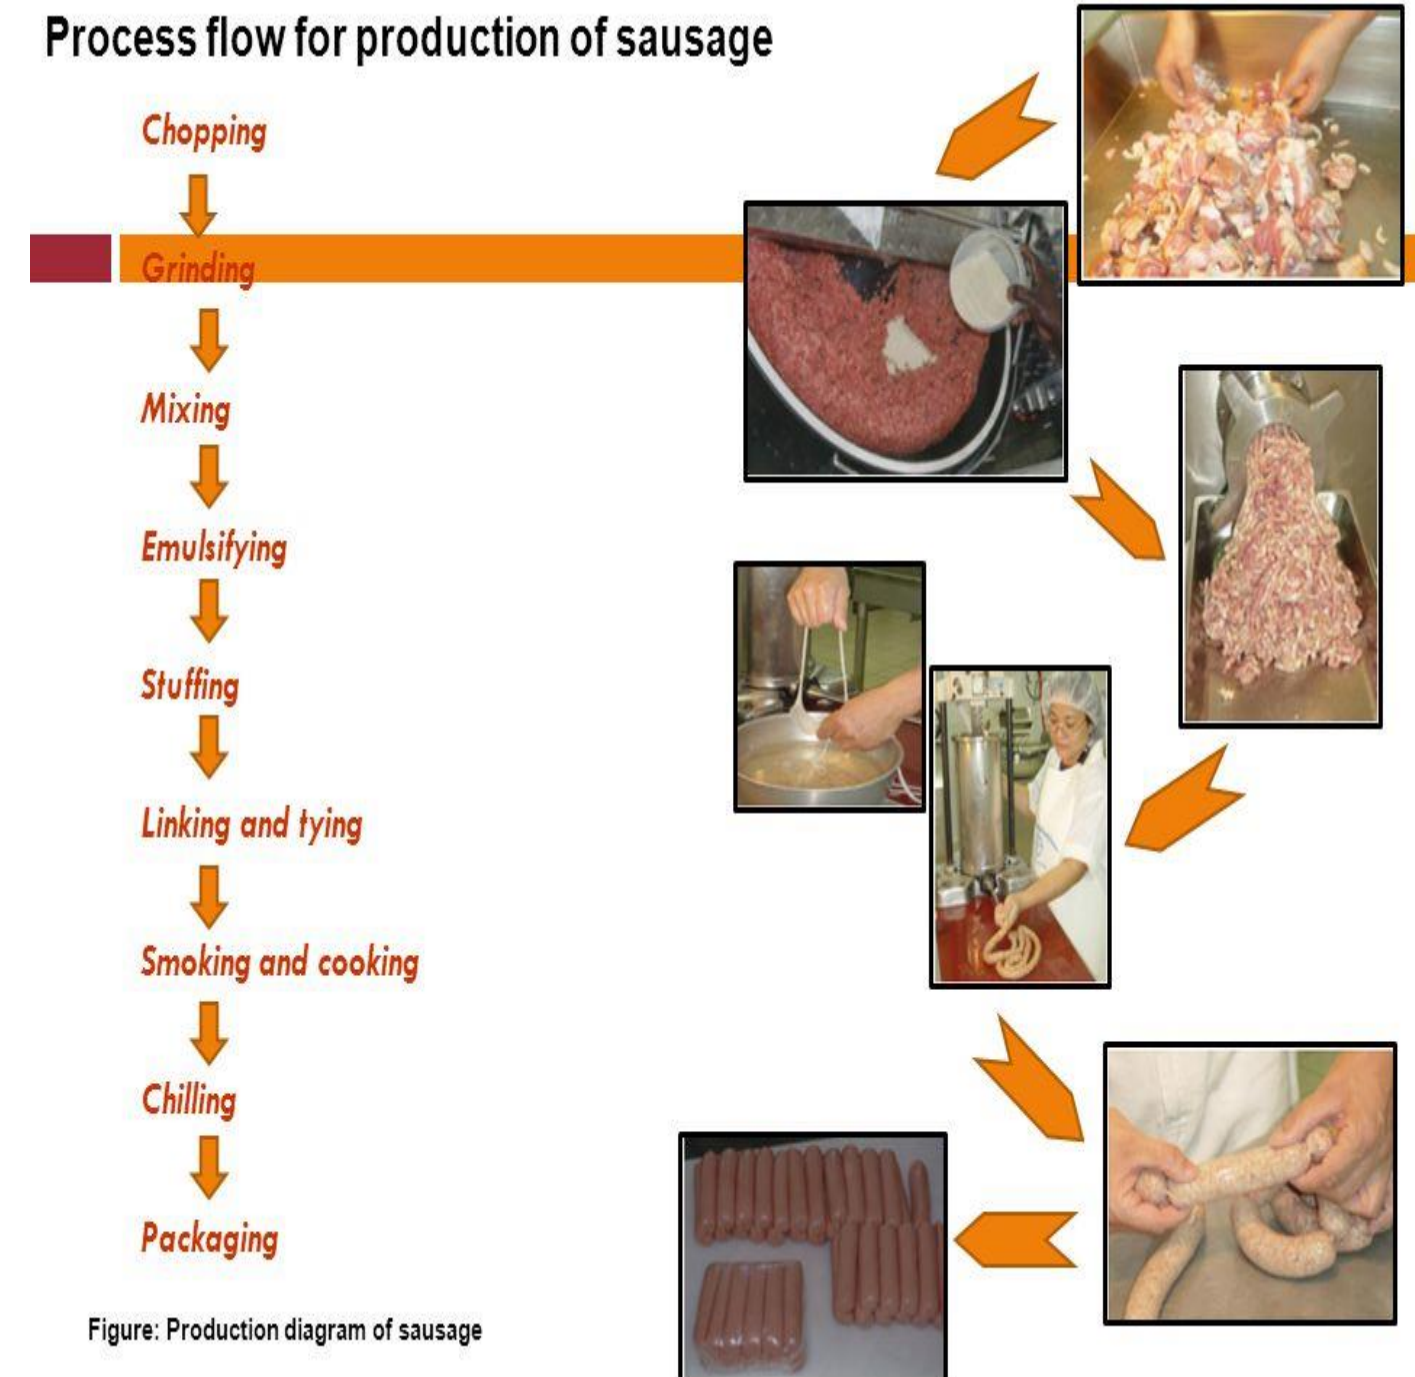 Process flow for production of sausage
Chopping
Grinding
Mixing
Emulsifying
Stuffing
Linking and tying
Smoking and cooking
Chilling
Packaging
Figure: Production diagram of sausage